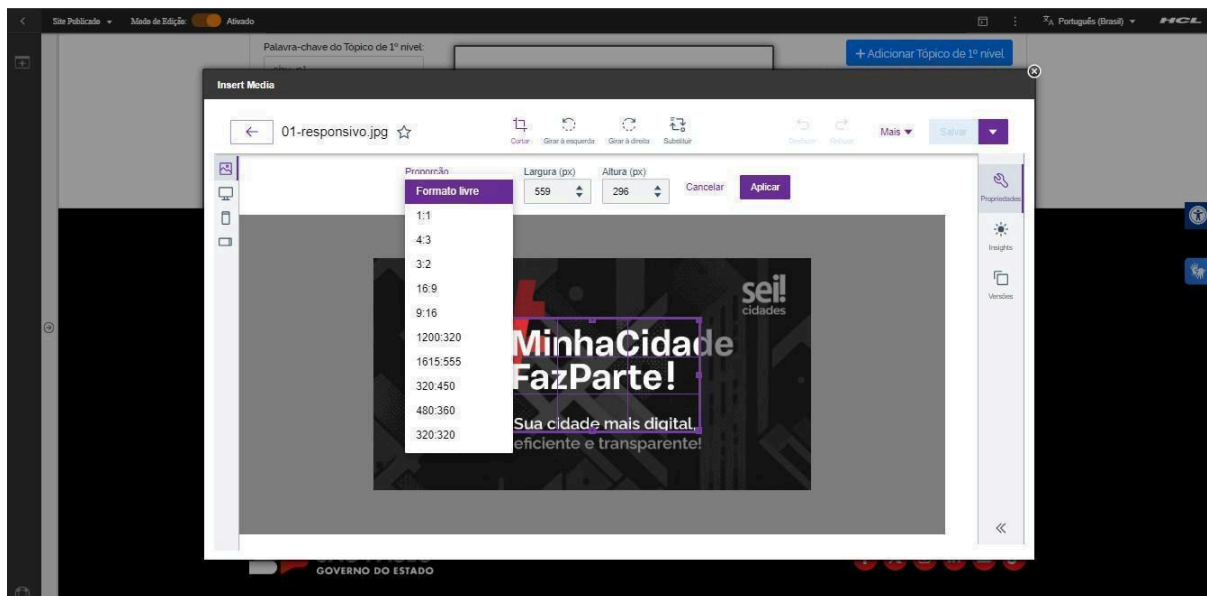 Site Publicado
Modo de Edição:
Ativado
Português (Brasil)
HCL
Palavra-chave do Tópico de 1º nível:
+ Adicionar Tópico de 1º nível
Insert Media
01-responsivo.jpg
Cortar
Girar à esquerda
Girar à direita
Substituir
Desfazer
Refazer
Mais
Salvar
Proporção
Largura (px)
Altura (px)
Formato livre
559
296
Cancelar
Aplicar
1:1
4:3
3:2
16:9
9:16
1200:320
1615:555
320:450
480:360
320:320
Propriedades
Insights
Versões
sei!
cidades
MinhaCidade
FazParte!
Sua cidade mais digital,
eficiente e transparente!
GOVERNO DO ESTADO